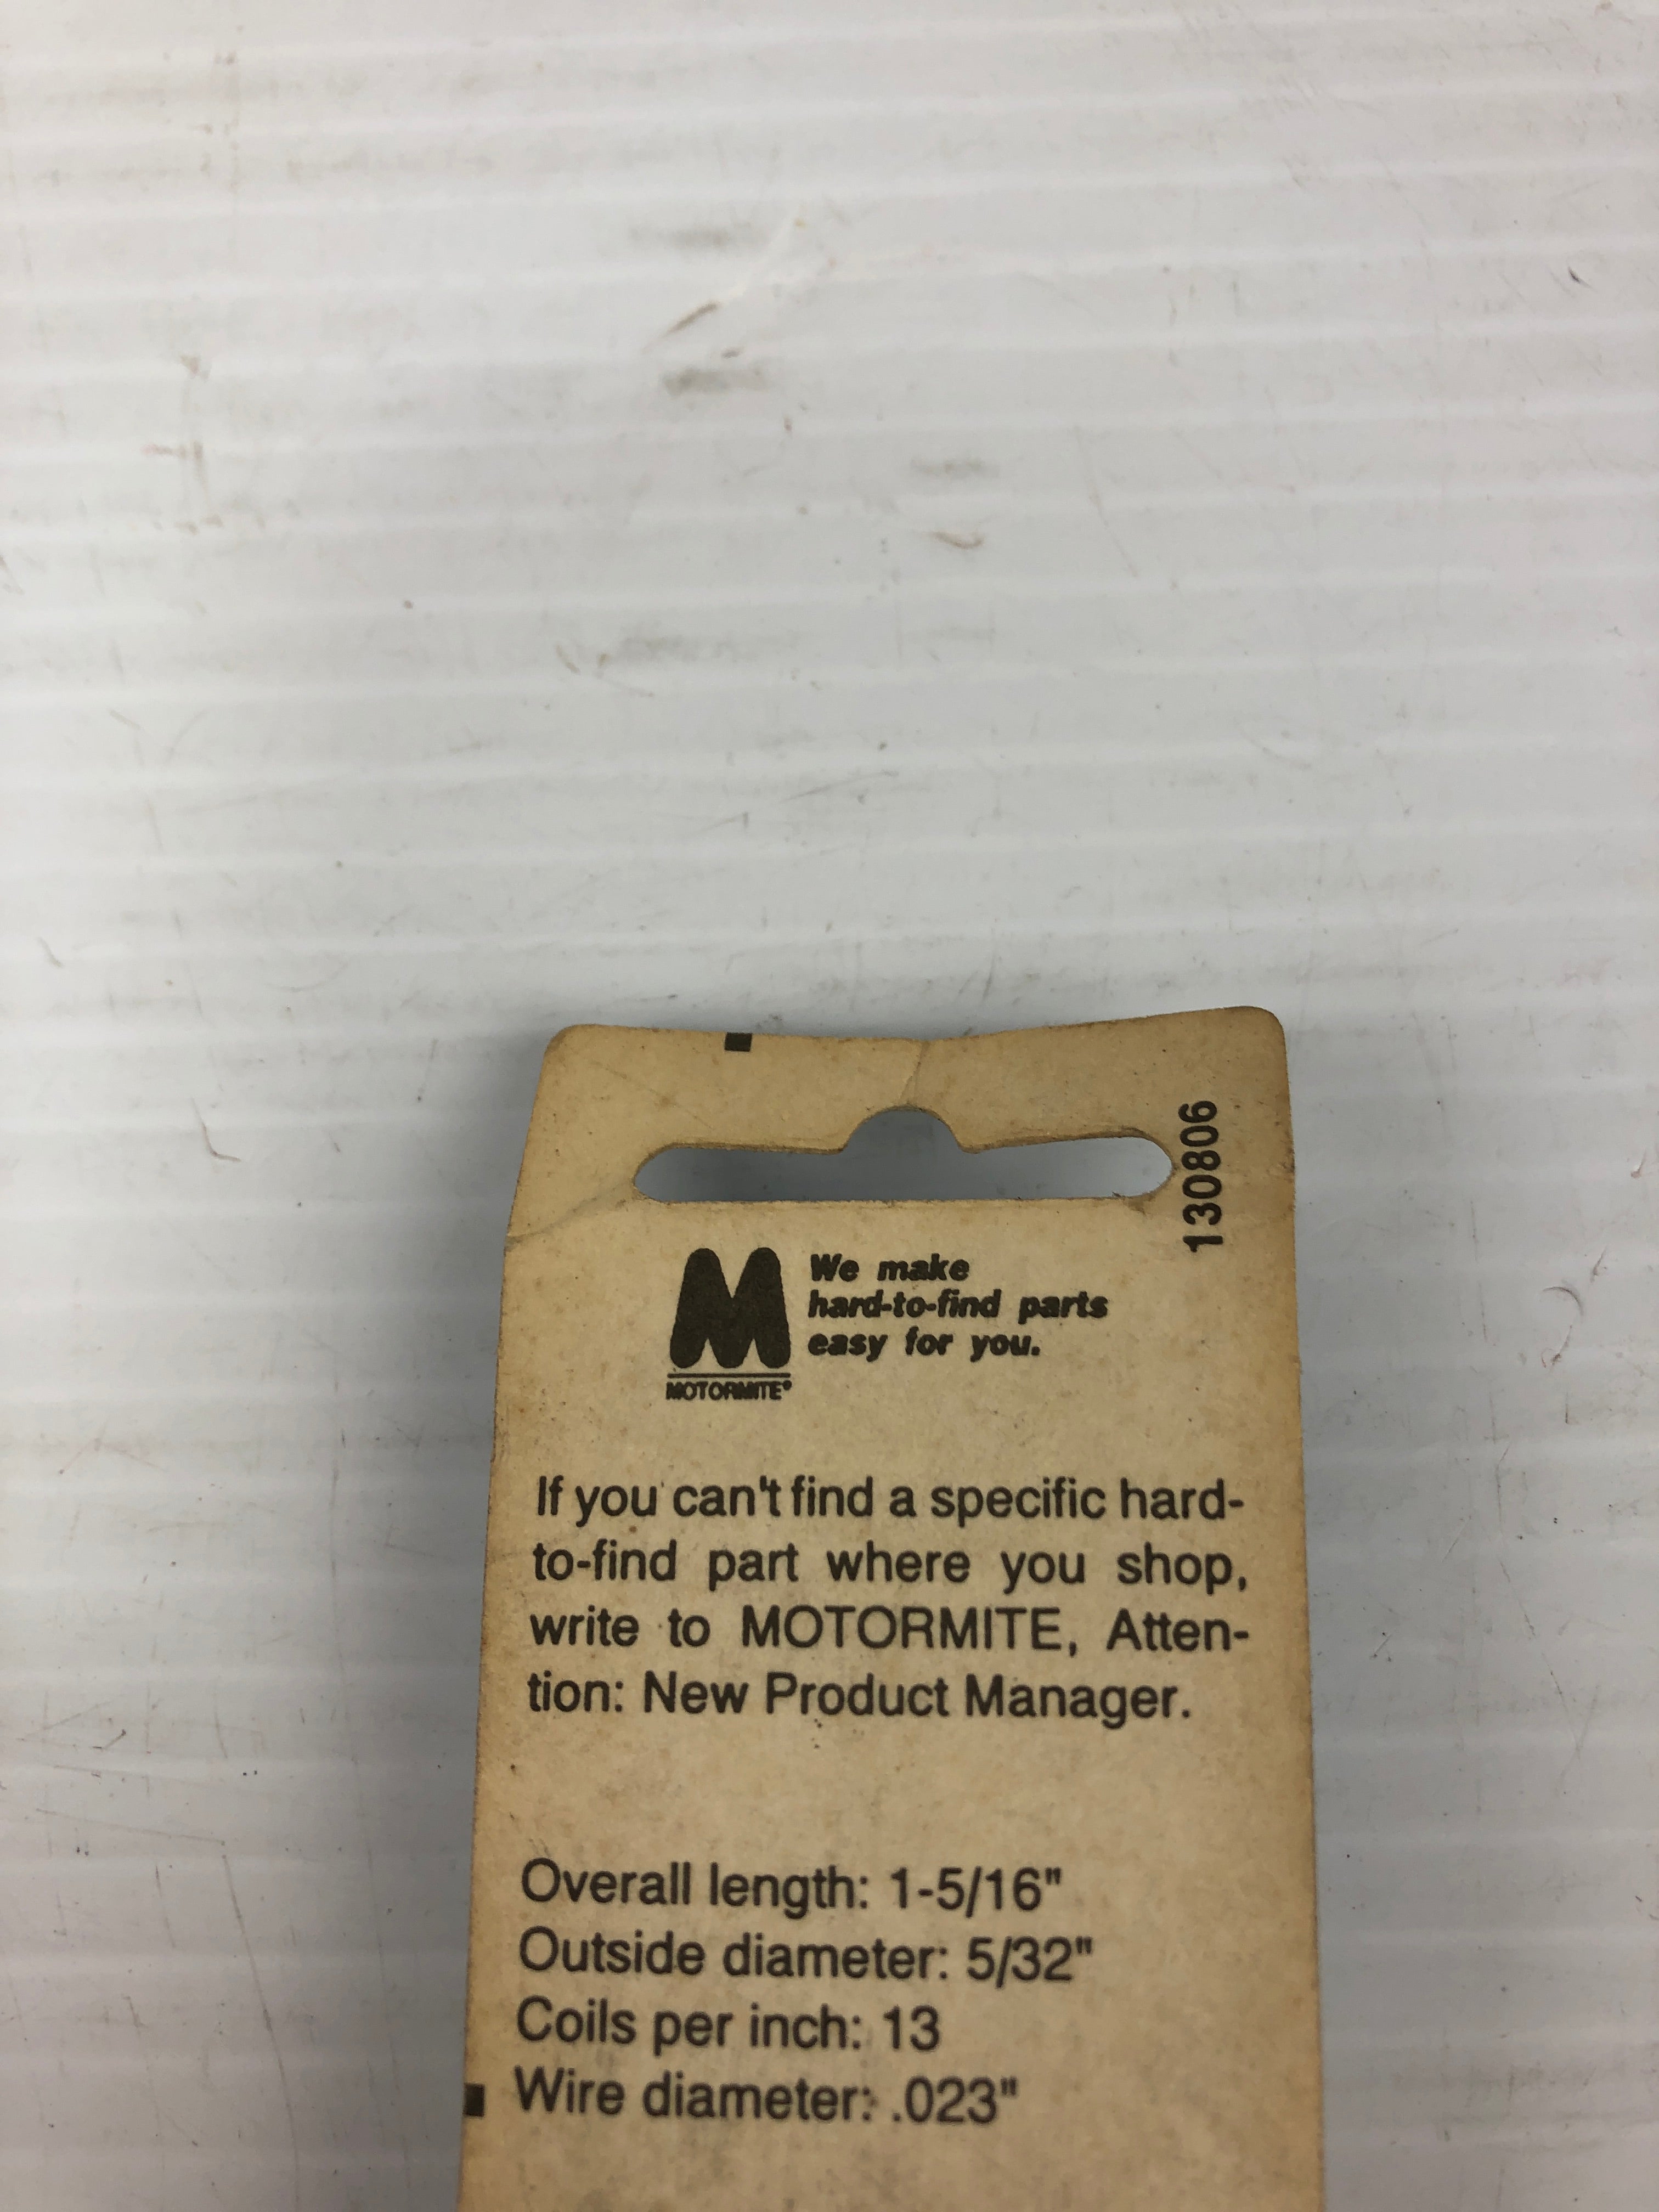 130806
We make
hard-to-find parts
easy for you.
MOTORMITE®
If you can't find a specific hard-
to-find part where you shop,
write to MOTORMITE, Atten-
tion: New Product Manager.
Overall length: 1-5/16"
Outside diameter: 5/32"
Coils per inch: 13
Wire diameter: .023"